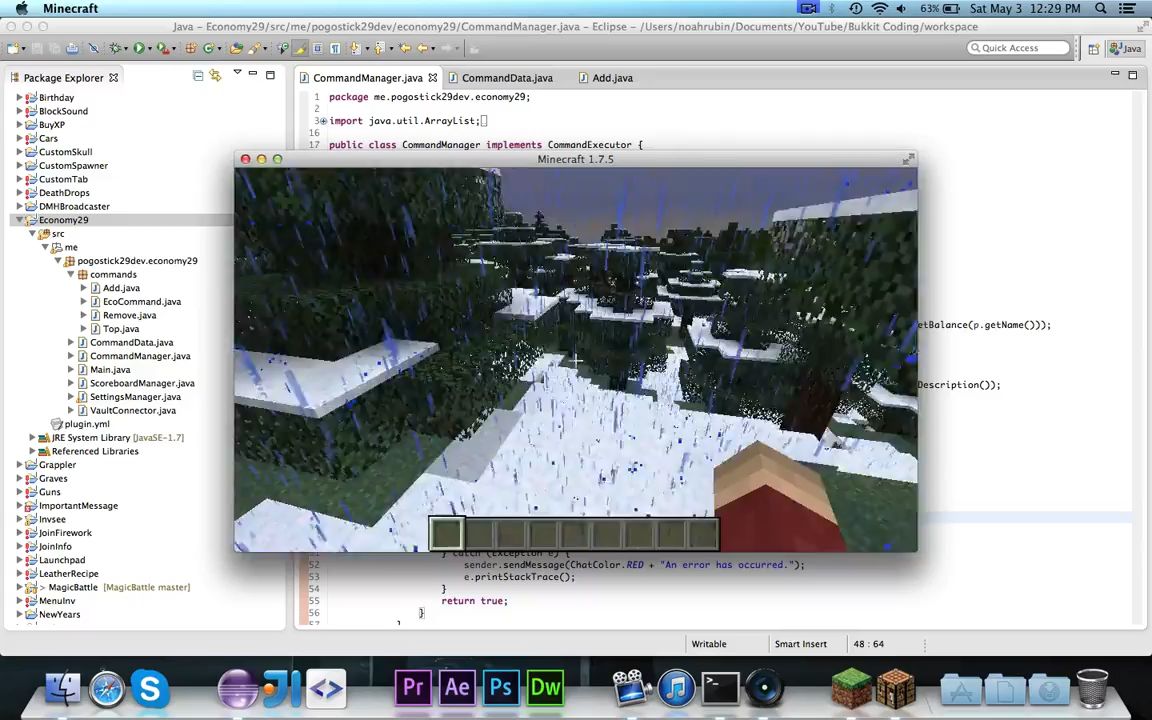 Minecraft
63%
Sat May 3 12:29 PM
Java – Economy29/src/me/pogostick29dev/economy29/CommandManager.java – Eclipse – /Users/noahrubin/Documents/YouTube/Bukkit Coding/workspace
Quick Access
Java
Package Explorer
CommandManager.java
CommandData.java
Add.java
Birthday
BlockSound
BuyXP
Cars
CustomSkull
CustomSpawner
CustomTab
DeathDrops
DMHBroadcaster
Economy29
src
me
pogostick29dev.economy29
commands
Add.java
EcoCommand.java
Remove.java
Top.java
CommandData.java
CommandManager.java
Main.java
ScoreboardManager.java
SettingsManager.java
VaultConnector.java
plugin.yml
JRE System Library [JavaSE-1.7]
Referenced Libraries
Grappler
Graves
Guns
ImportantMessage
Invsee
JoinFirework
JoinInfo
Launchpad
LeatherRecipe
> MagicBattle [MagicBattle master]
MenuInv
NewYears
1 package me.pogostick29dev.economy29;
2
3 import java.util.ArrayList;
16
17 public class CommandManager implements CommandExecutor {
Minecraft 1.7.5
etBalance(p.getName()));
Description());
} catch (Exception e) {
52 sender.sendMessage(ChatColor.RED + "An error has occurred.");
53 e.printStackTrace();
54 }
55 return true;
56 }
Writable
Smart Insert
48 : 64
Pr
Ae
Ps
Dw